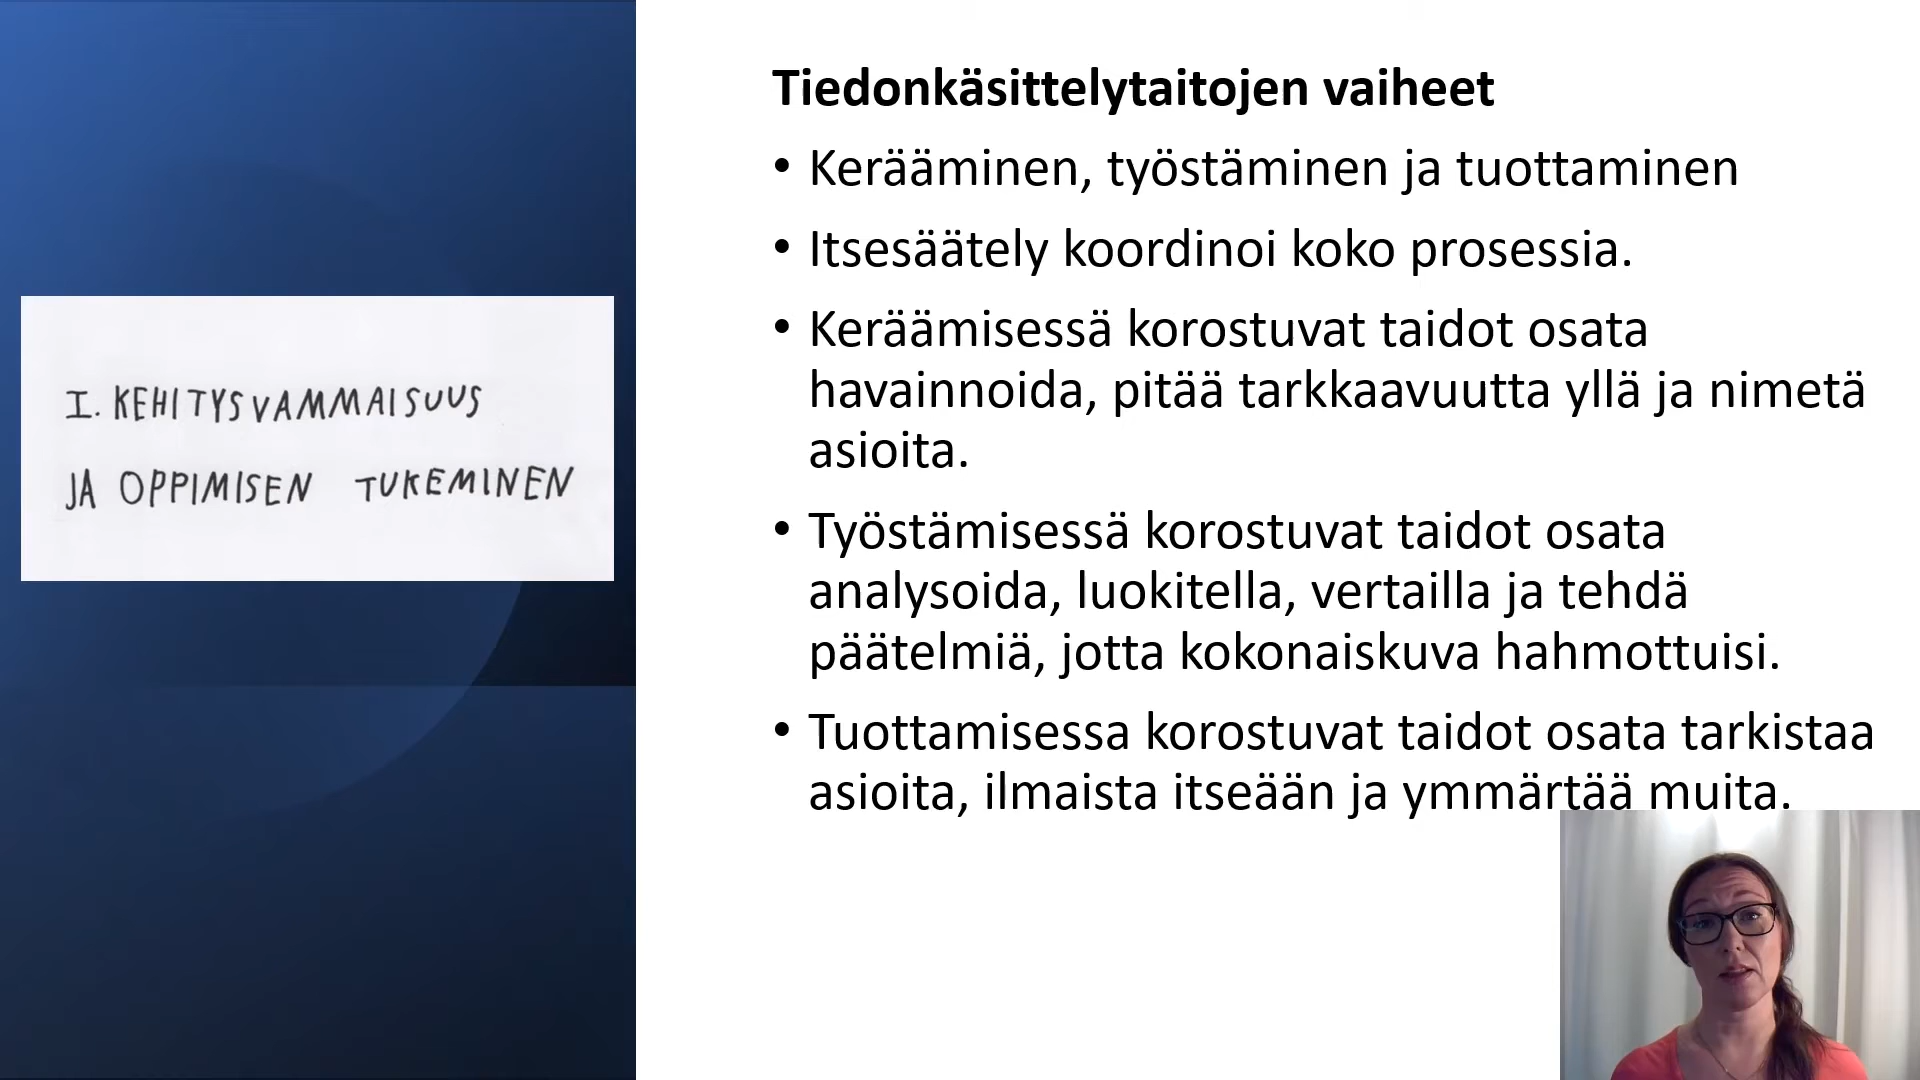 I. KEHITYSVAMMAISUUS
JA OPPIMISEN TUKEMINEN
Tiedonkäsittelytaitojen vaiheet
• Kerääminen, työstäminen ja tuottaminen
• Itsesäätely koordinoi koko prosessia.
• Keräämisessä korostuvat taidot osata
havainnoida, pitää tarkkaavuutta yllä ja nimetä
asioita.
• Työstämisessä korostuvat taidot osata
analysoida, luokitella, vertailla ja tehdä
päätelmiä, jotta kokonaiskuva hahmottuisi.
• Tuottamisessa korostuvat taidot osata tarkistaa
asioita, ilmaista itseään ja ymmärtää muita.